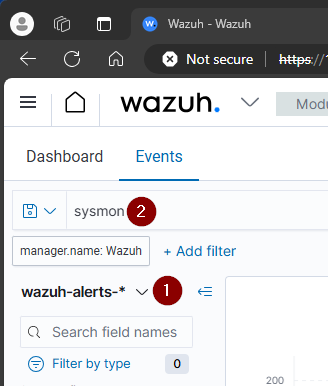 Wazuh - Wazuh
Not secure
https://
wazuh.
Modu
Dashboard
Events
sysmon
2
manager.name: Wazuh
+ Add filter
wazuh-alerts-*
1
Search field names
Filter by type
0
200